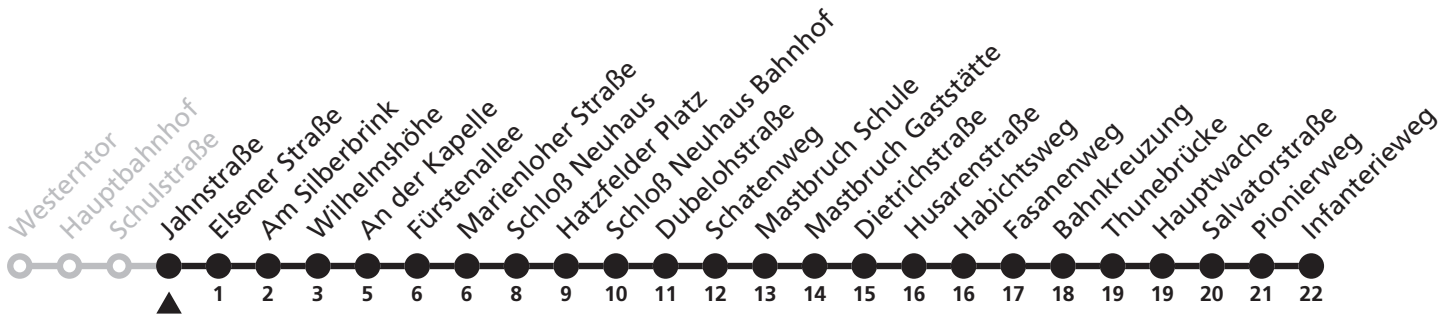 Westerntor
Hauptbahnhof
Schulstraße
Jahnstraße
Elsener Straße
Am Silberbrink
Wilhelmshöhe
An der Kapelle
Fürstenallee
Marienloher Straße
Schloß Neuhaus
Hatzfelder Platz
Schloß Neuhaus Bahnhof
Dubelohstraße
Schatenweg
Mastbruch Schule
Mastbruch Gaststätte
Dietrichstraße
Husarenstraße
Habichtsweg
Fasanenweg
Bahnkreuzung
Thunebrücke
Hauptwache
Salvatorstraße
Pionierweg
Infanterieweg
1 2 3 5 6 6 8 9 10 11 12 13 14 15 16 16 17 18 19 19 20 21 22